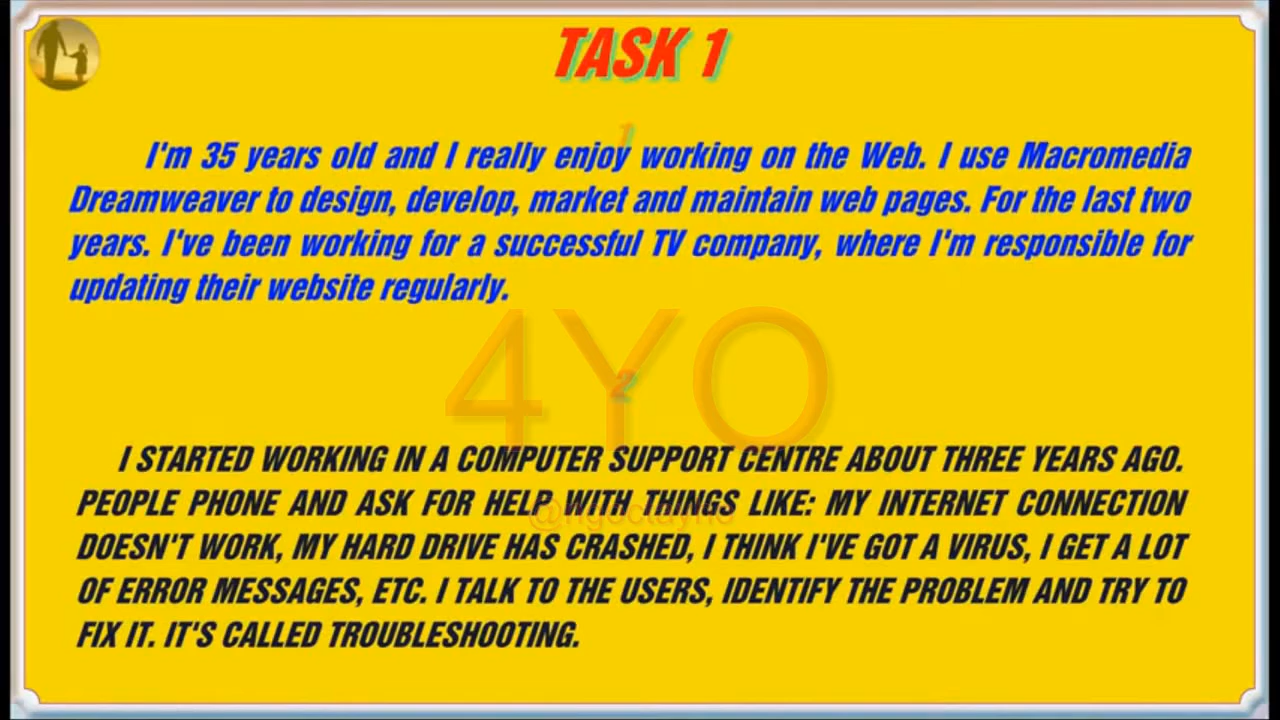 TASK 1
1
I'm 35 years old and I really enjoy working on the Web. I use Macromedia
Dreamweaver to design, develop, market and maintain web pages. For the last two
years. I've been working for a successful TV company, where I'm responsible for
updating their website regularly.
4YO
2
I STARTED WORKING IN A COMPUTER SUPPORT CENTRE ABOUT THREE YEARS AGO.
PEOPLE PHONE AND ASK FOR HELP WITH THINGS LIKE: MY INTERNET CONNECTION
DOESN'T WORK, MY HARD DRIVE HAS CRASHED, I THINK I'VE GOT A VIRUS, I GET A LOT
OF ERROR MESSAGES, ETC. I TALK TO THE USERS, IDENTIFY THE PROBLEM AND TRY TO
FIX IT. IT'S CALLED TROUBLESHOOTING.